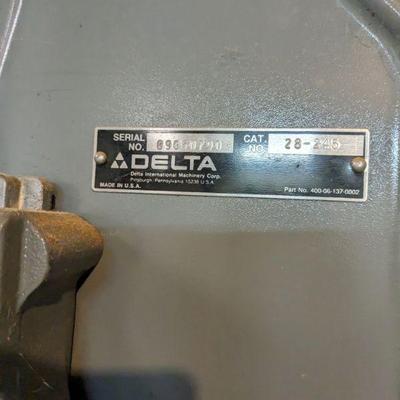 SERIAL NO. CAT. NO. 28-245
DELTA
Delta International Machinery Corp.
Pittsburgh, Pennsylvania 15238 U.S.A.
MADE IN U.S.A. Part No. 400-06-137-0002